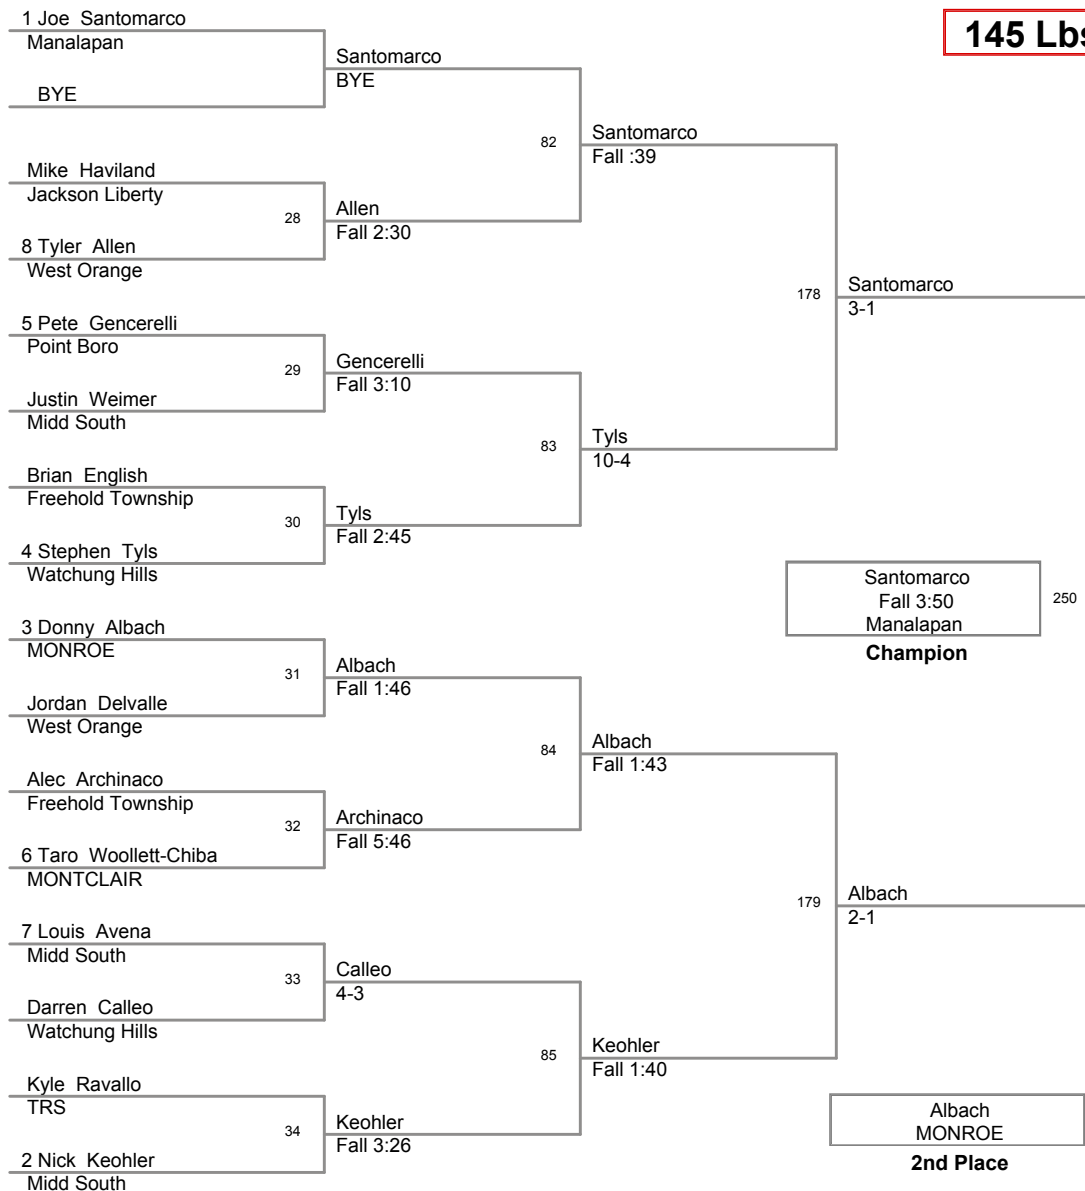 1 Joe Santomarco
Manalapan
BYE
Mike Haviland
Jackson Liberty
28
8 Tyler Allen
West Orange
5 Pete Gencerelli
Point Boro
29
Justin Weimer
Midd South
Brian English
Freehold Township
30
4 Stephen Tyls
Watchung Hills
3 Donny Albach
MONROE
31
Jordan Delvalle
West Orange
Alec Archinaco
Freehold Township
32
6 Taro Woollett-Chiba
MONTCLAIR
7 Louis Avena
Midd South
33
Darren Calleo
Watchung Hills
Kyle Ravallo
TRS
34
2 Nick Keohler
Midd South
Santomarco
BYE
82
Allen
Fall 2:30
Gencerelli
Fall 3:10
83
Tyls
Fall 2:45
Albach
Fall 1:46
84
Archinaco
Fall 5:46
Calleo
4-3
85
Keohler
Fall 3:26
Santomarco
Fall :39
178
Tyls
10-4
Albach
Fall 1:43
179
Keohler
Fall 1:40
145 Lbs
Santomarco
3-1
Santomarco
Fall 3:50
Manalapan
250
Champion
Albach
2-1
Albach
MONROE
2nd Place